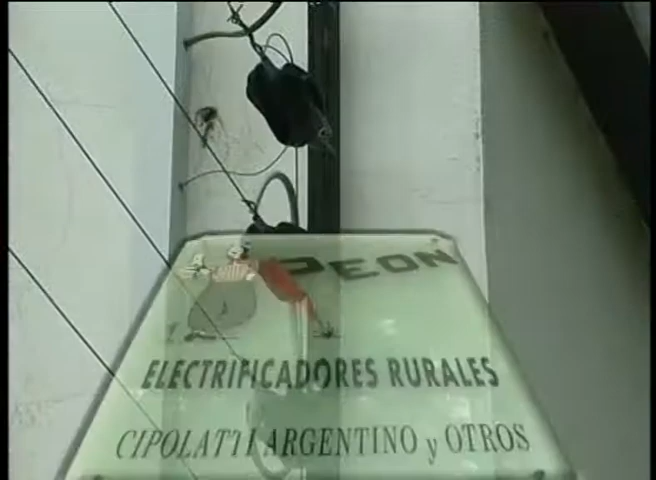 PEON
ELECTRIFICADORES RURALES
CIPOLATTI ARGENTINO y OTROS